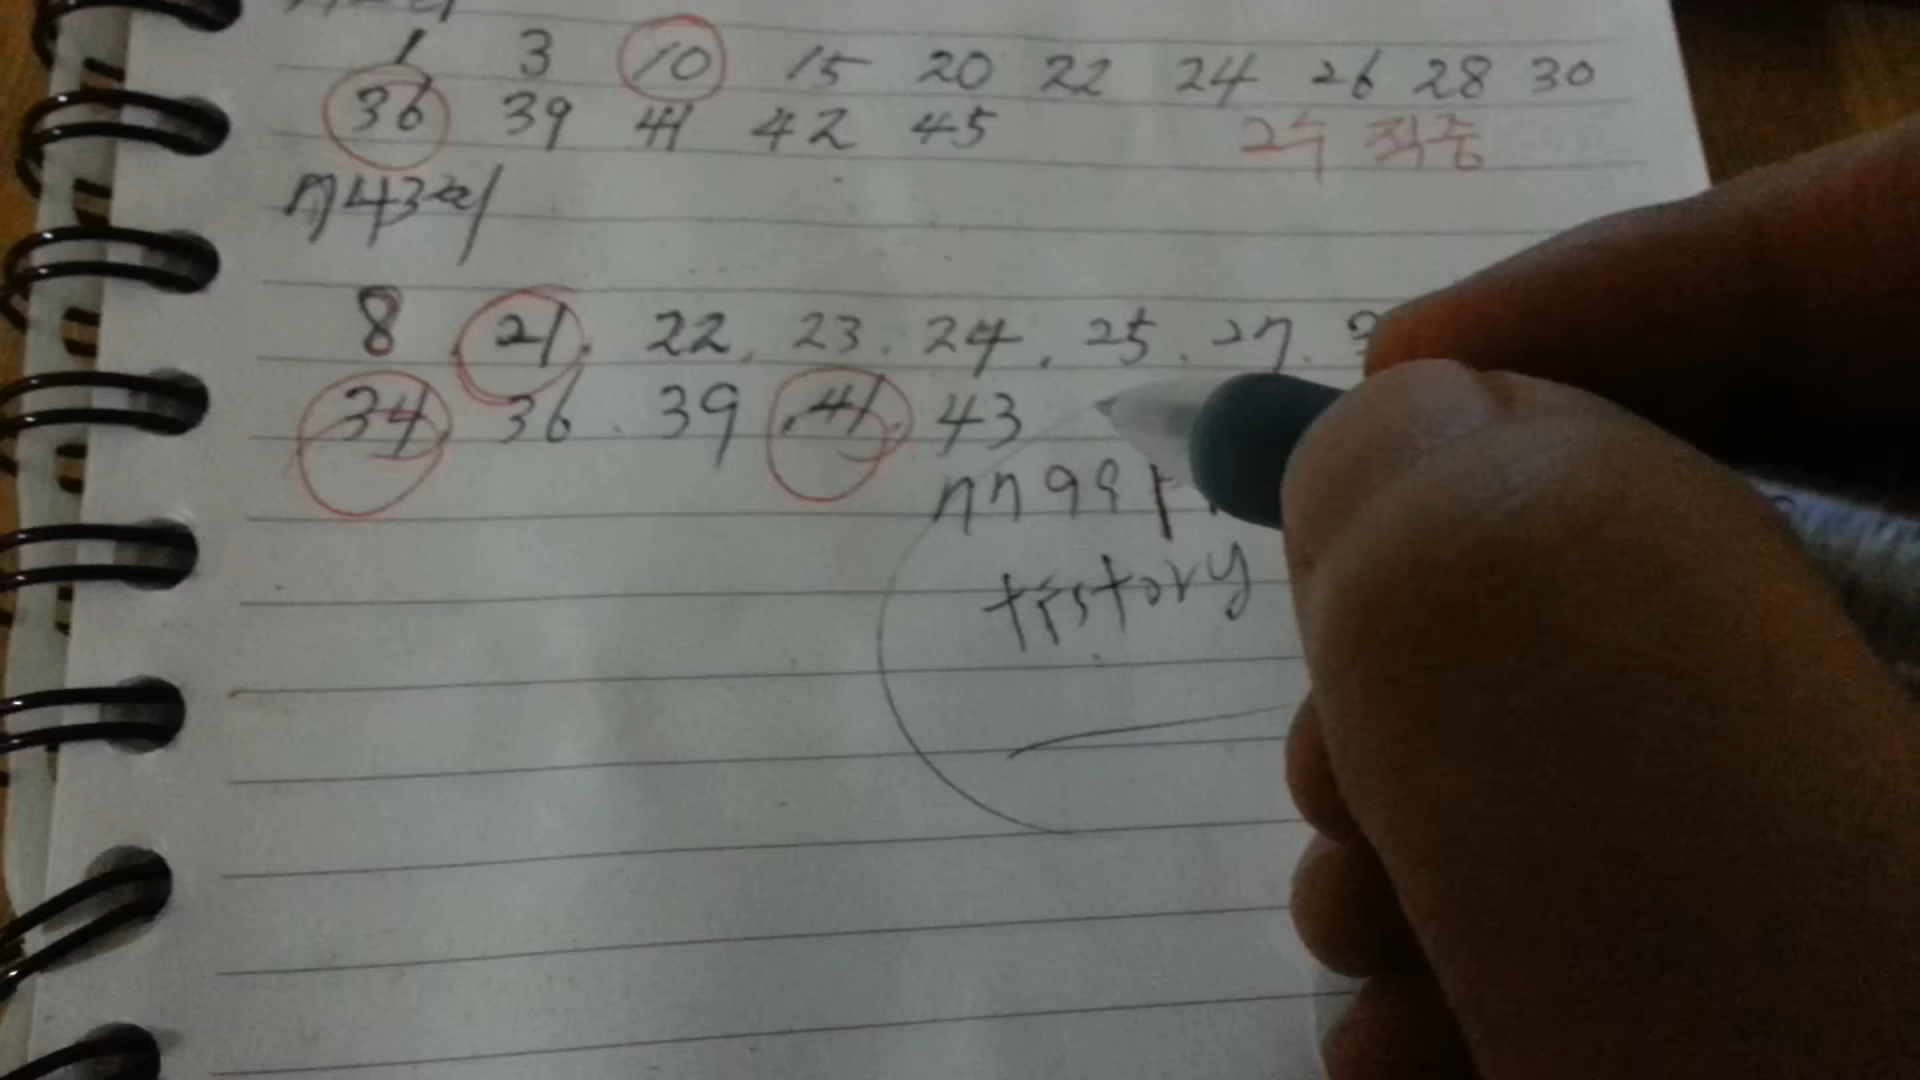 1 3 10 15 20 22 24 26 28 30
36 39 41 42 45 2수 적중
743회
8 . 21 . 22 , 23 . 24 . 25 . 27 .
34 36 . 39 . 41 . 43
tistory